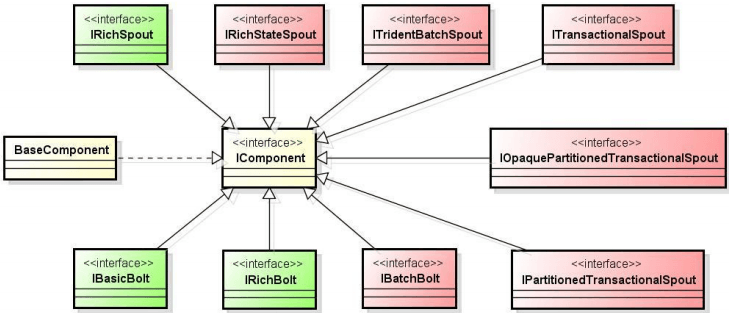 <<interface>>
IRichSpout
<<interface>>
IRichStateSpout
<<interface>>
ITridentBatchSpout
<<interface>>
ITransactionalSpout
BaseComponent
<<interface>>
IComponent
<<interface>>
IOpaquePartitionedTransactionalSpout
<<interface>>
IBasicBolt
<<interface>>
IRichBolt
<<interface>>
IBatchBolt
<<interface>>
IPartitionedTransactionalSpout